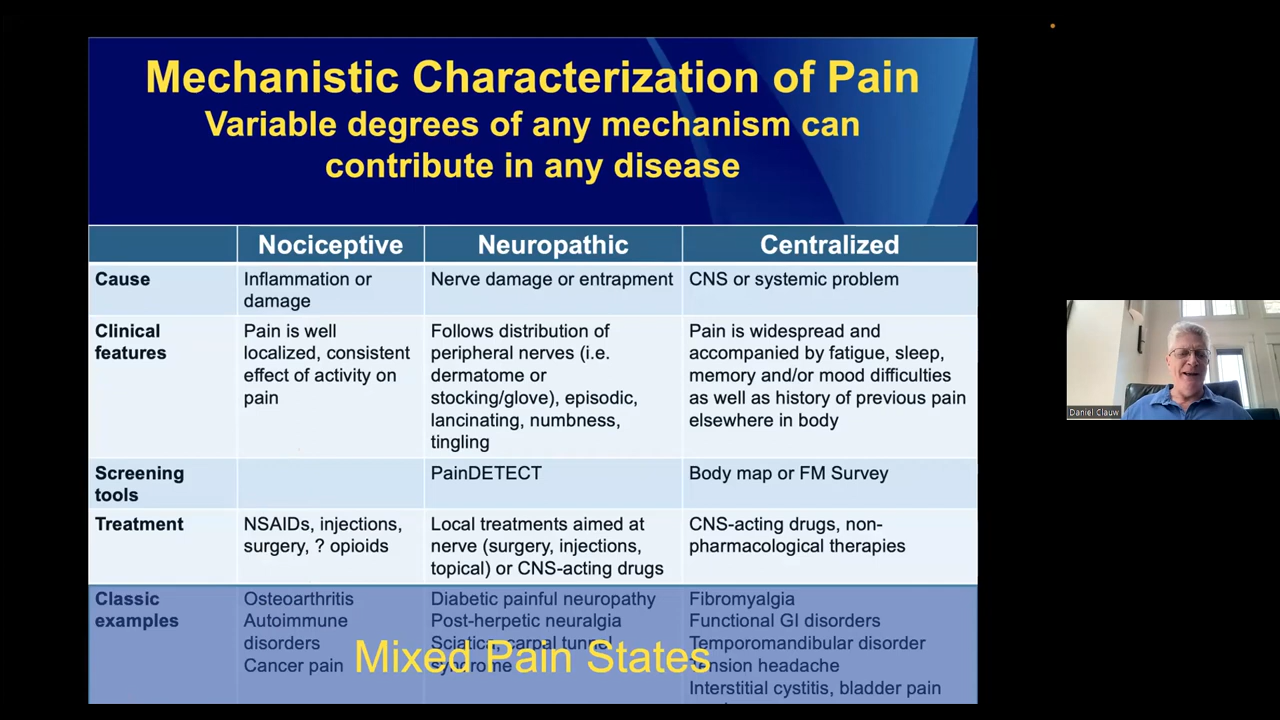 Mechanistic Characterization of Pain
Variable degrees of any mechanism can
contribute in any disease
Nociceptive
Neuropathic
Centralized
Cause
Inflammation or
damage
Nerve damage or entrapment
CNS or systemic problem
Clinical
features
Pain is well
localized, consistent
effect of activity on
pain
Follows distribution of
peripheral nerves (i.e.
dermatome or
stocking/glove), episodic,
lancinating, numbness,
tingling
Pain is widespread and
accompanied by fatigue, sleep,
memory and/or mood difficulties
as well as history of previous pain
elsewhere in body
Screening
tools
PainDETECT
Body map or FM Survey
Treatment
NSAIDs, injections,
surgery, ? opioids
Local treatments aimed at
nerve (surgery, injections,
topical) or CNS-acting drugs
CNS-acting drugs, non-
pharmacological therapies
Classic
examples
Osteoarthritis
Autoimmune
disorders
Cancer pain
Diabetic painful neuropathy
Post-herpetic neuralgia
Sciatica, carpal tunnel
syndrome
Fibromyalgia
Functional GI disorders
Temporomandibular disorder
Tension headache
Interstitial cystitis, bladder pain
Mixed Pain States
Daniel Clauw